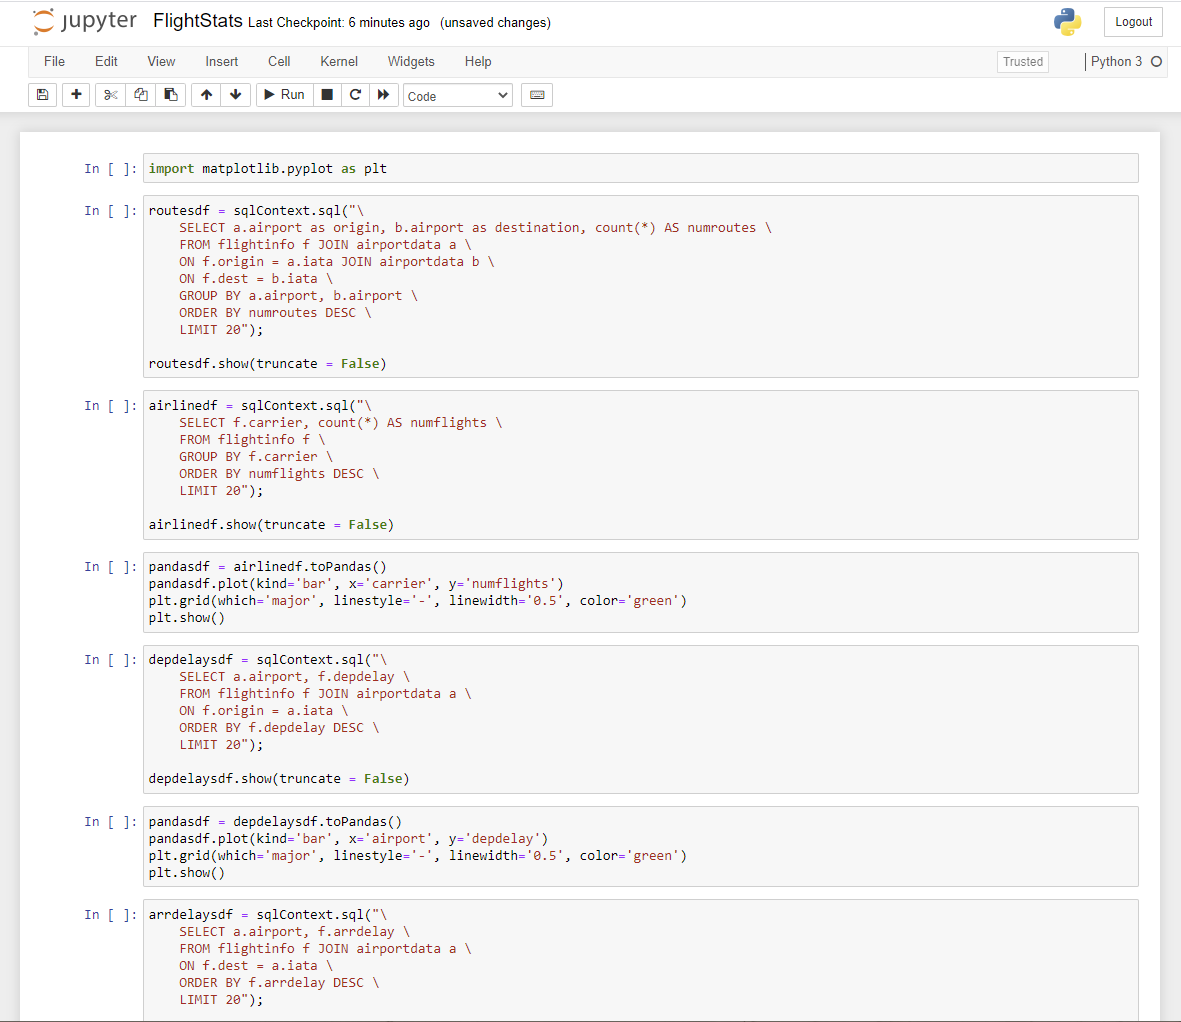 jupyter FlightStats Last Checkpoint: 6 minutes ago (unsaved changes) Logout
File Edit View Insert Cell Kernel Widgets Help Trusted Python 3
Run Code
In [ ]: import matplotlib.pyplot as plt
In [ ]: routesdf = sqlContext.sql("\
SELECT a.airport as origin, b.airport as destination, count(*) AS numroutes \
FROM flightinfo f JOIN airportdata a \
ON f.origin = a.iata JOIN airportdata b \
ON f.dest = b.iata \
GROUP BY a.airport, b.airport \
ORDER BY numroutes DESC \
LIMIT 20");
routesdf.show(truncate = False)
In [ ]: airlinedf = sqlContext.sql("\
SELECT f.carrier, count(*) AS numflights \
FROM flightinfo f \
GROUP BY f.carrier \
ORDER BY numflights DESC \
LIMIT 20");
airlinedf.show(truncate = False)
In [ ]: pandasdf = airlinedf.toPandas()
pandasdf.plot(kind='bar', x='carrier', y='numflights')
plt.grid(which='major', linestyle='-', linewidth='0.5', color='green')
plt.show()
In [ ]: depdelaysdf = sqlContext.sql("\
SELECT a.airport, f.depdelay \
FROM flightinfo f JOIN airportdata a \
ON f.origin = a.iata \
ORDER BY f.depdelay DESC \
LIMIT 20");
depdelaysdf.show(truncate = False)
In [ ]: pandasdf = depdelaysdf.toPandas()
pandasdf.plot(kind='bar', x='airport', y='depdelay')
plt.grid(which='major', linestyle='-', linewidth='0.5', color='green')
plt.show()
In [ ]: arrdelaysdf = sqlContext.sql("\
SELECT a.airport, f.arrdelay \
FROM flightinfo f JOIN airportdata a \
ON f.dest = a.iata \
ORDER BY f.arrdelay DESC \
LIMIT 20");